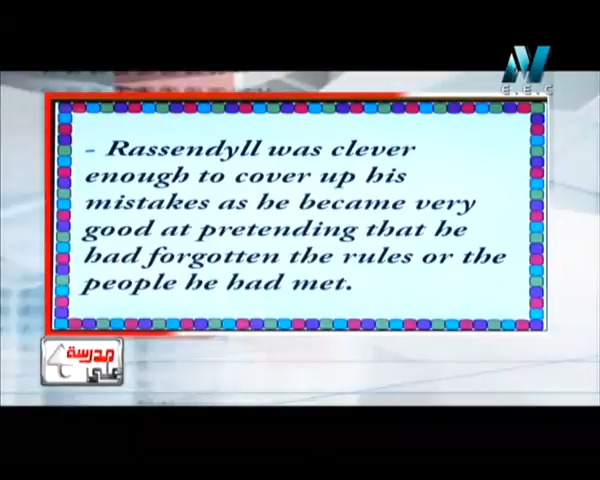 E.E.C
- Rassendyll was clever
enough to cover up his
mistakes as he became very
good at pretending that he
had forgotten the rules or the
people he had met.
مدرسة
على